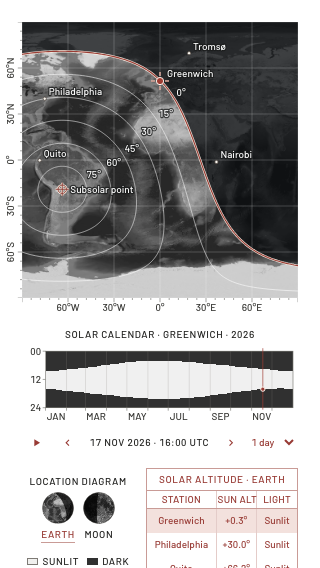 Tromsø
Greenwich
0°
Philadelphia
15°
30°
45°
60°
75°
Quito
Nairobi
Subsolar point
60°N
30°N
0°
30°S
60°S
60°W
30°W
0°
30°E
60°E
SOLAR CALENDAR · GREENWICH · 2026
00
12
24
JAN MAR MAY JUL SEP NOV
17 NOV 2026 · 16:00 UTC
1 day
LOCATION DIAGRAM
EARTH MOON
SUNLIT DARK
SOLAR ALTITUDE · EARTH
STATION SUN ALT LIGHT
Greenwich +0.3° Sunlit
Philadelphia +30.0° Sunlit